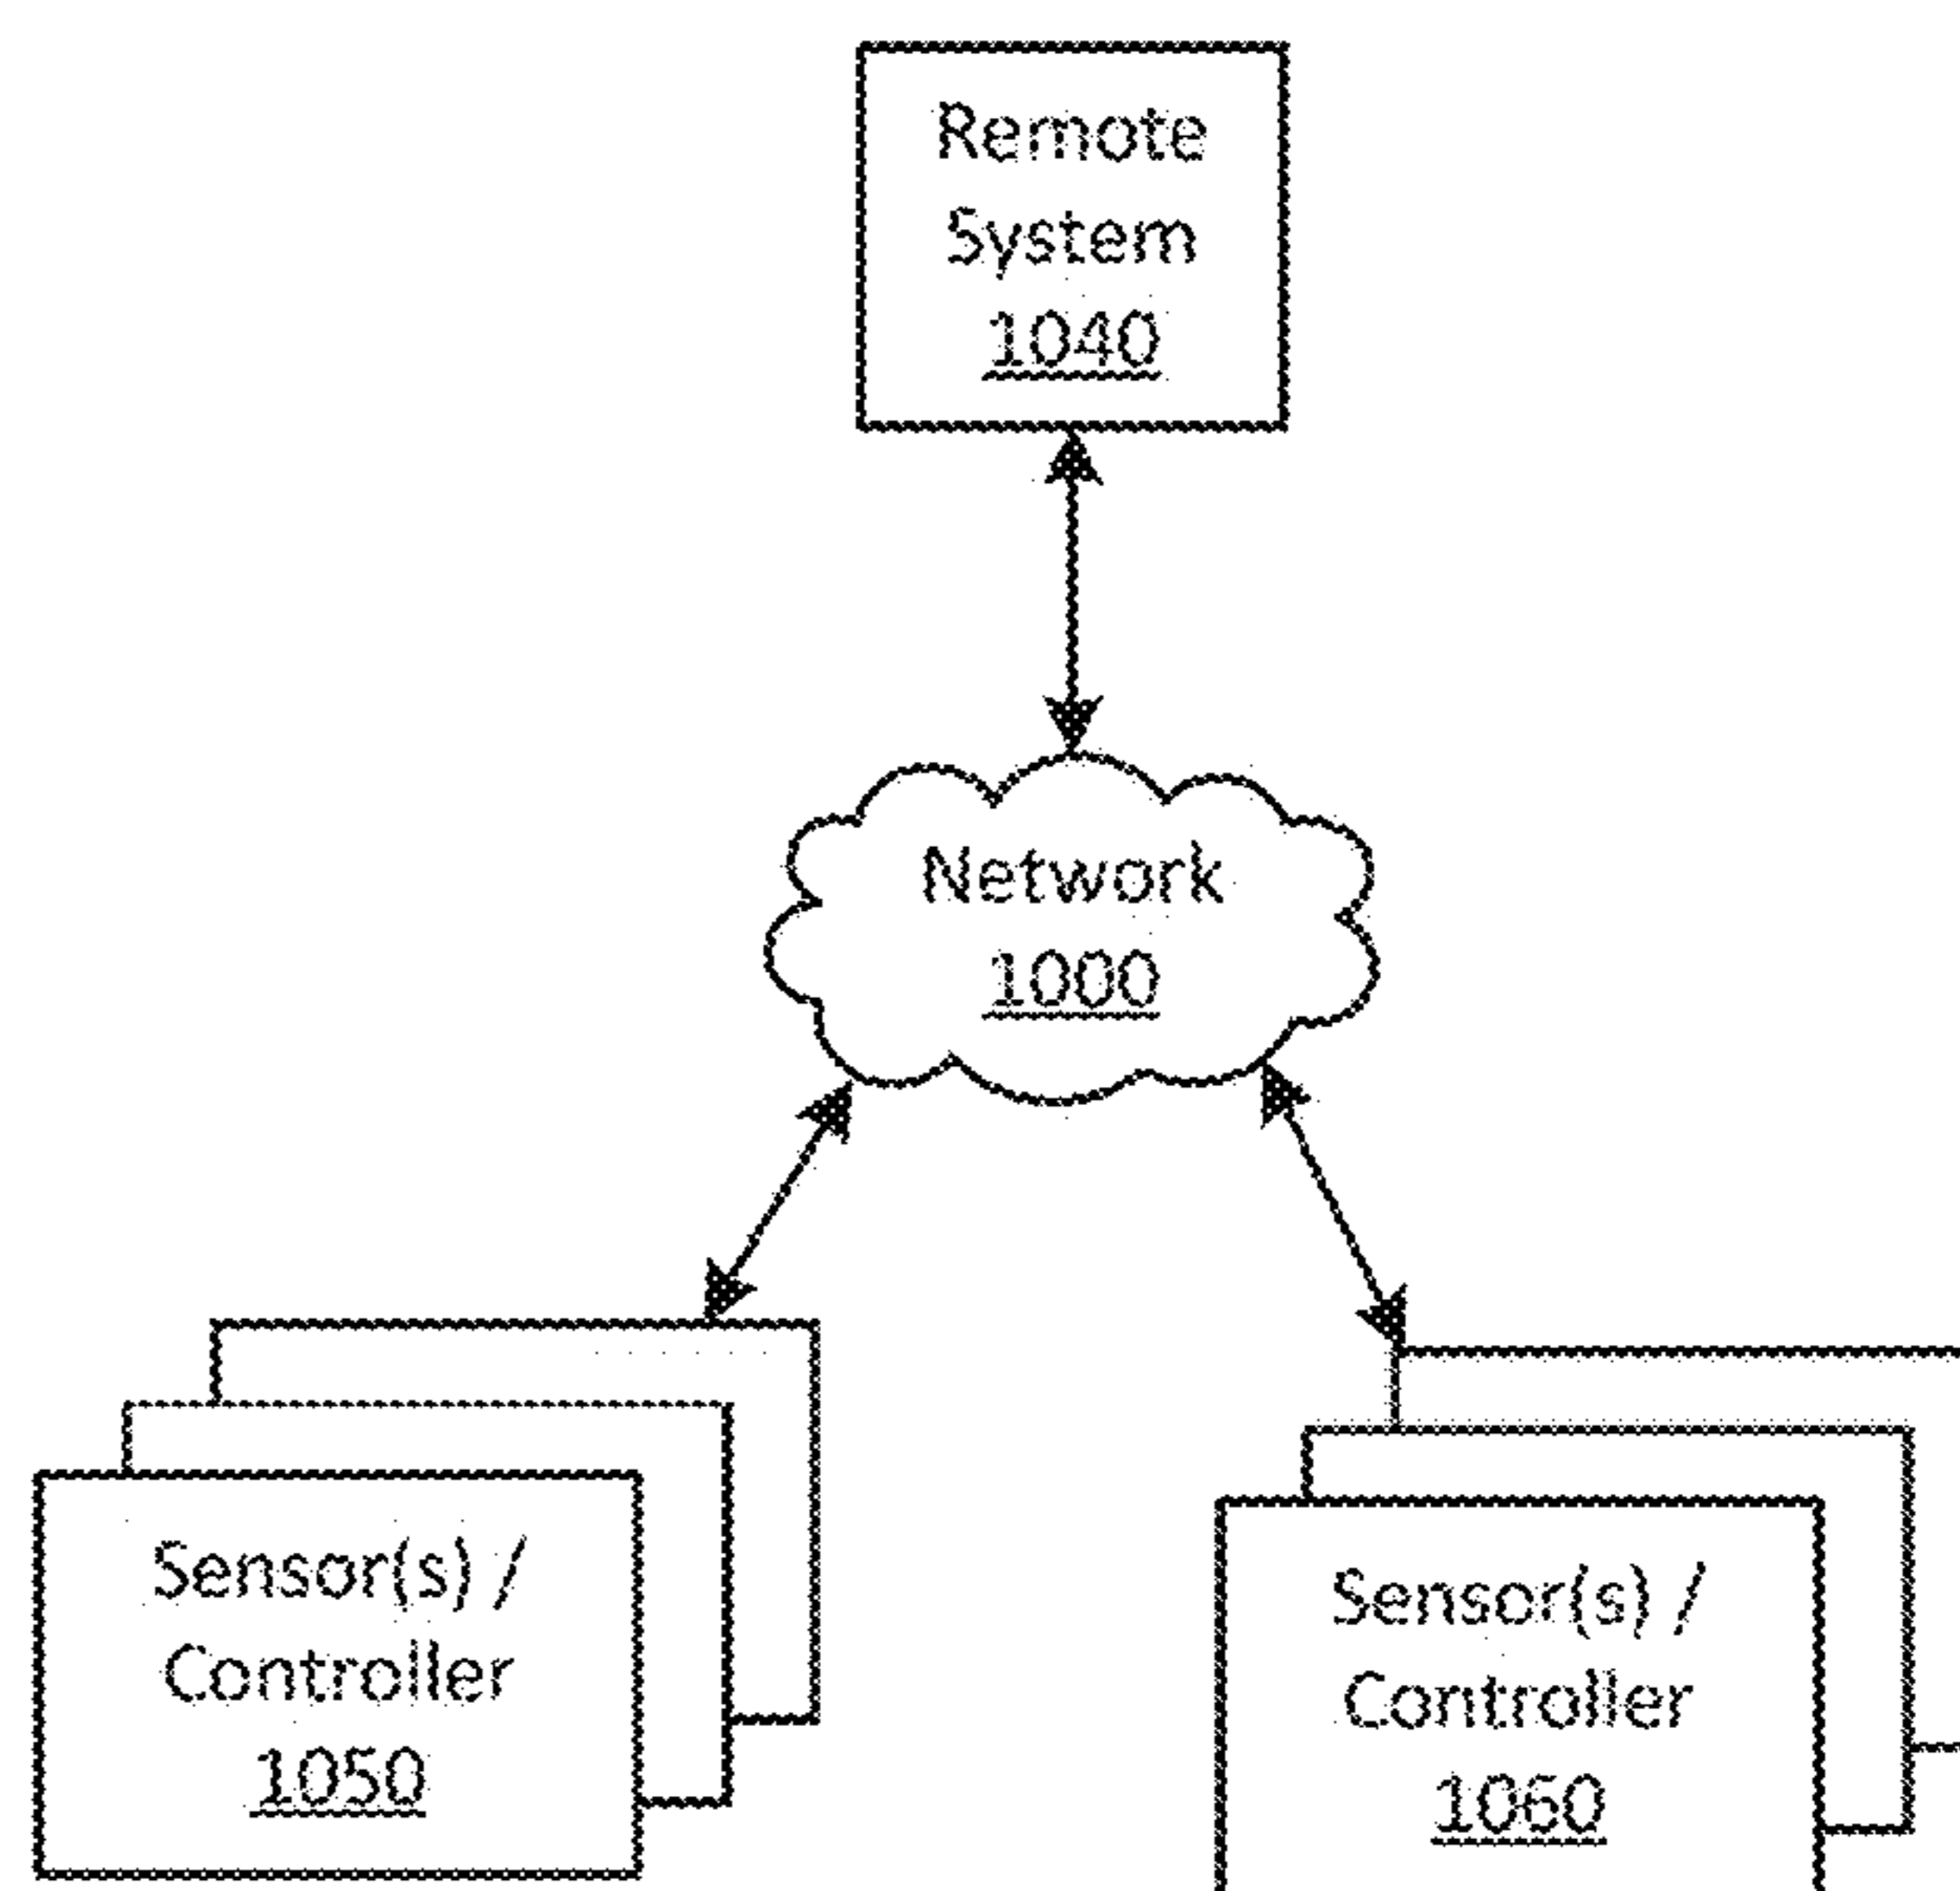 Remote
System
1040
Network
1000
Sensor(s) /
Controller
1050
Sensor(s) /
Controller
1060